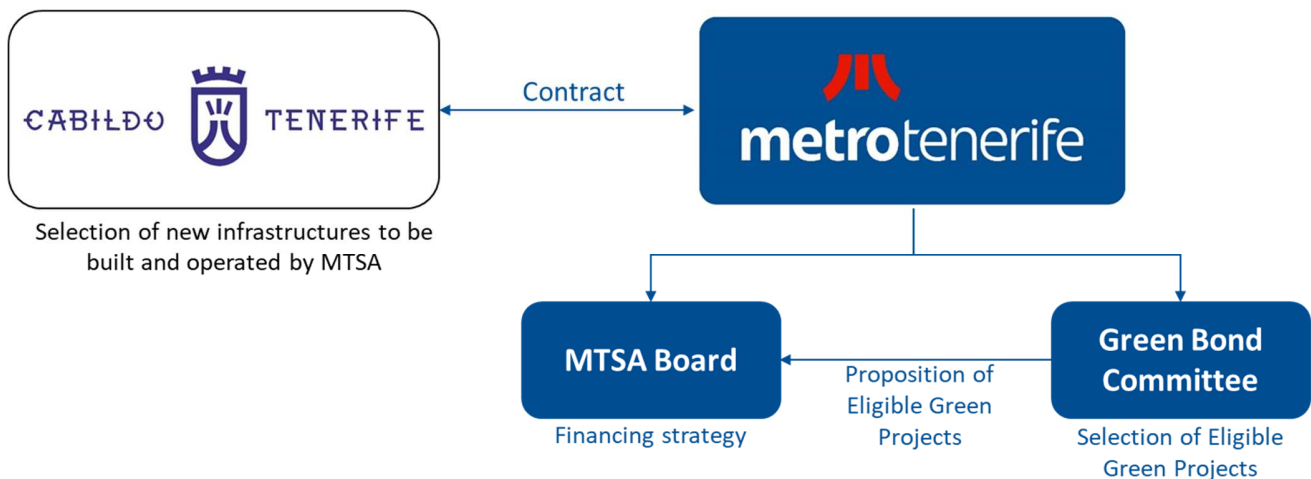 CABILDO TENERIFE
Contract
metrotenerife
Selection of new infrastructures to be
built and operated by MTSA
MTSA Board
Financing strategy
Proposition of
Eligible Green
Projects
Green Bond
Committee
Selection of Eligible
Green Projects